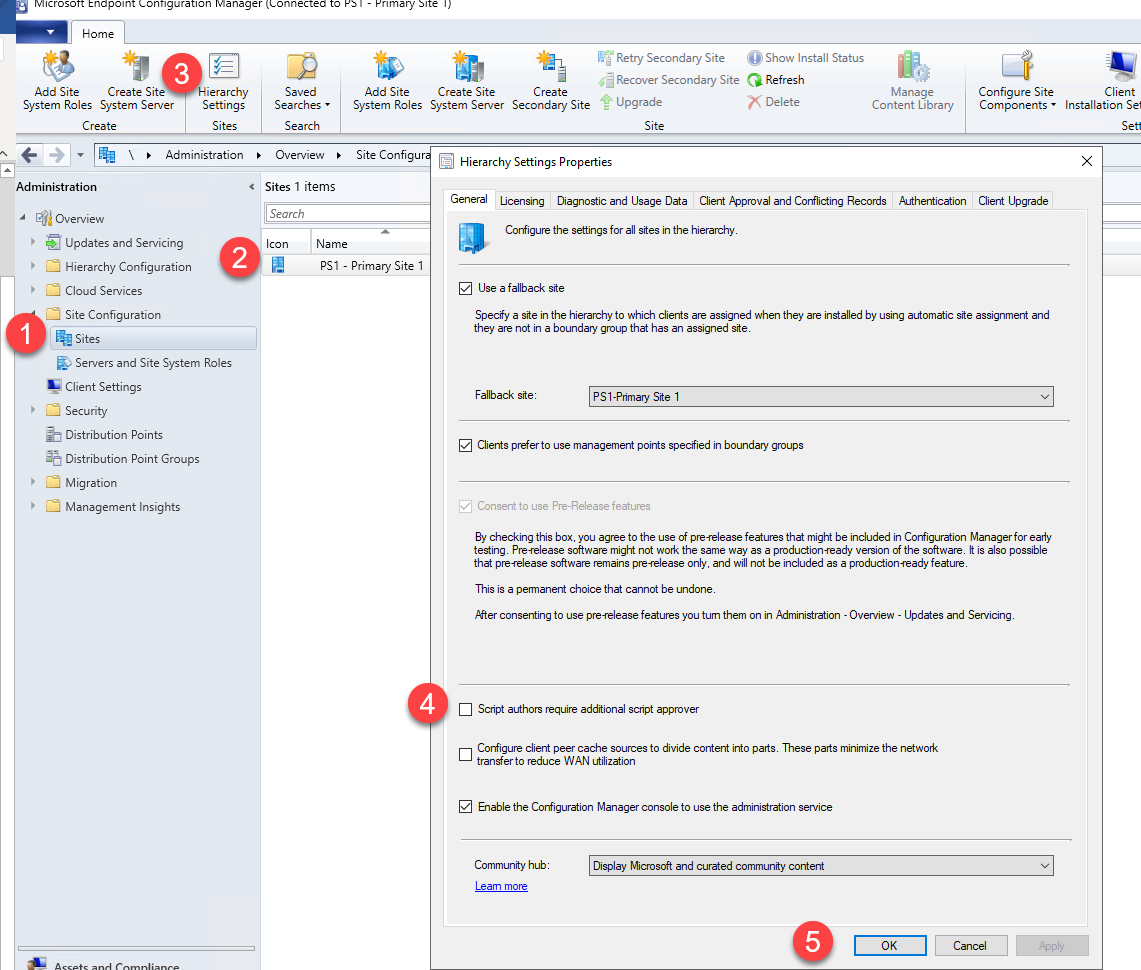 Microsoft Endpoint Configuration Manager (Connected to PS1 - Primary Site 1)
Home
Add Site
System Roles
Create Site
System Server
Create
3
Hierarchy
Settings
Sites
Saved
Searches
Search
Add Site
System Roles
Create Site
System Server
Create
Secondary Site
Retry Secondary Site
Recover Secondary Site
Upgrade
Show Install Status
Refresh
Delete
Site
Manage
Content Library
Configure Site
Components
Client
Installation Set
Sett
\ Administration Overview Site Configura
Administration
Overview
Updates and Servicing
Hierarchy Configuration
Cloud Services
Site Configuration
1
Sites
Servers and Site System Roles
Client Settings
Security
Distribution Points
Distribution Point Groups
Migration
Management Insights
Assets and Compliance
Sites 1 items
Search
Icon Name
2
PS1 - Primary Site 1
Hierarchy Settings Properties
General Licensing Diagnostic and Usage Data Client Approval and Conflicting Records Authentication Client Upgrade
Configure the settings for all sites in the hierarchy.
Use a fallback site
Specify a site in the hierarchy to which clients are assigned when they are installed by using automatic site assignment and
they are not in a boundary group that has an assigned site.
Fallback site: PS1-Primary Site 1
Clients prefer to use management points specified in boundary groups
Consent to use Pre-Release features
By checking this box, you agree to the use of pre-release features that might be included in Configuration Manager for early
testing. Pre-release software might not work the same way as a production-ready version of the software. It is also possible
that pre-release software remains pre-release only, and will not be included as a production-ready feature.
This is a permanent choice that cannot be undone.
After consenting to use pre-release features you turn them on in Administration - Overview - Updates and Servicing.
4
Script authors require additional script approver
Configure client peer cache sources to divide content into parts. These parts minimize the network
transfer to reduce WAN utilization
Enable the Configuration Manager console to use the administration service
Community hub: Display Microsoft and curated community content
Learn more
5
OK Cancel Apply